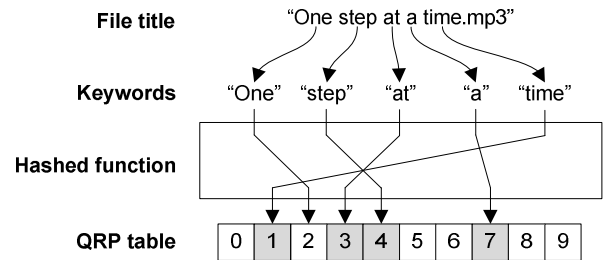 File title “One step at a time.mp3”
Keywords “One” “step” “at” “a” “time”
Hashed function
QRP table 0 1 2 3 4 5 6 7 8 9